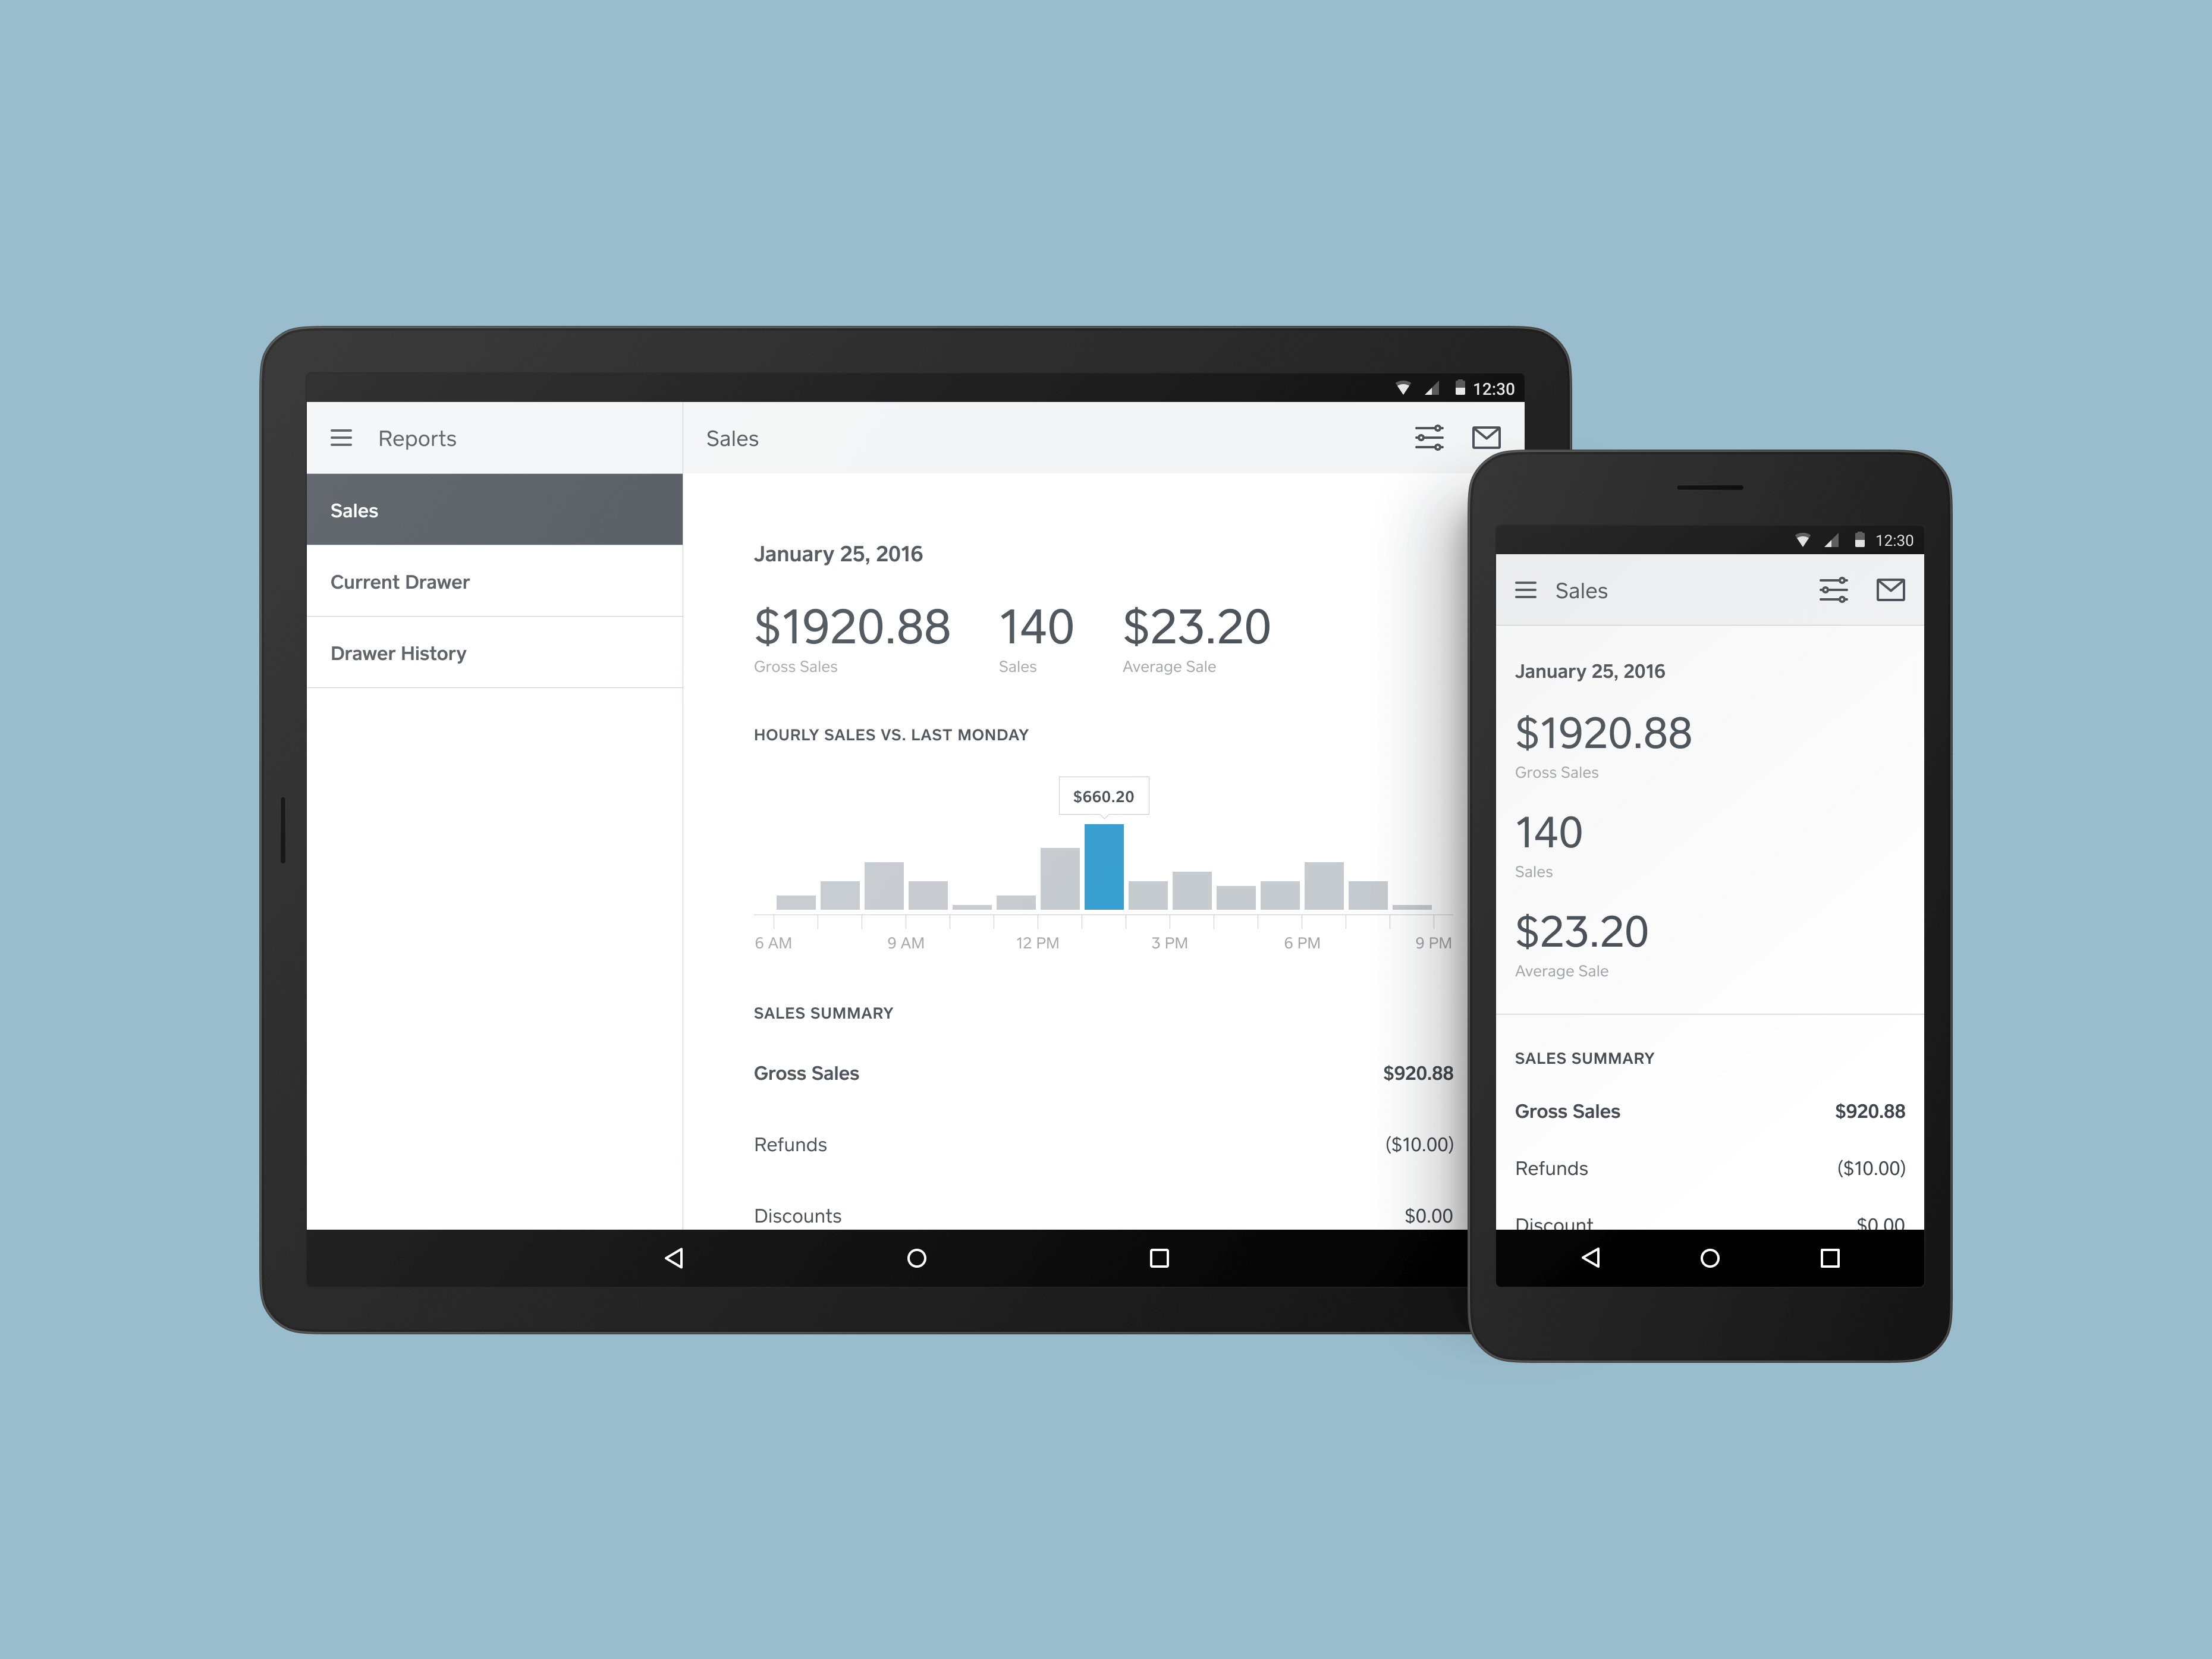 12:30
Reports
Sales
Sales
Current Drawer
Drawer History
January 25, 2016
$1920.88 140 $23.20
Gross Sales Sales Average Sale
HOURLY SALES VS. LAST MONDAY
$660.20
6 AM 9 AM 12 PM 3 PM 6 PM 9 PM
SALES SUMMARY
Gross Sales $920.88
Refunds ($10.00)
Discounts $0.00
12:30
Sales
January 25, 2016
$1920.88
Gross Sales
140
Sales
$23.20
Average Sale
SALES SUMMARY
Gross Sales $920.88
Refunds ($10.00)
Discount $0.00